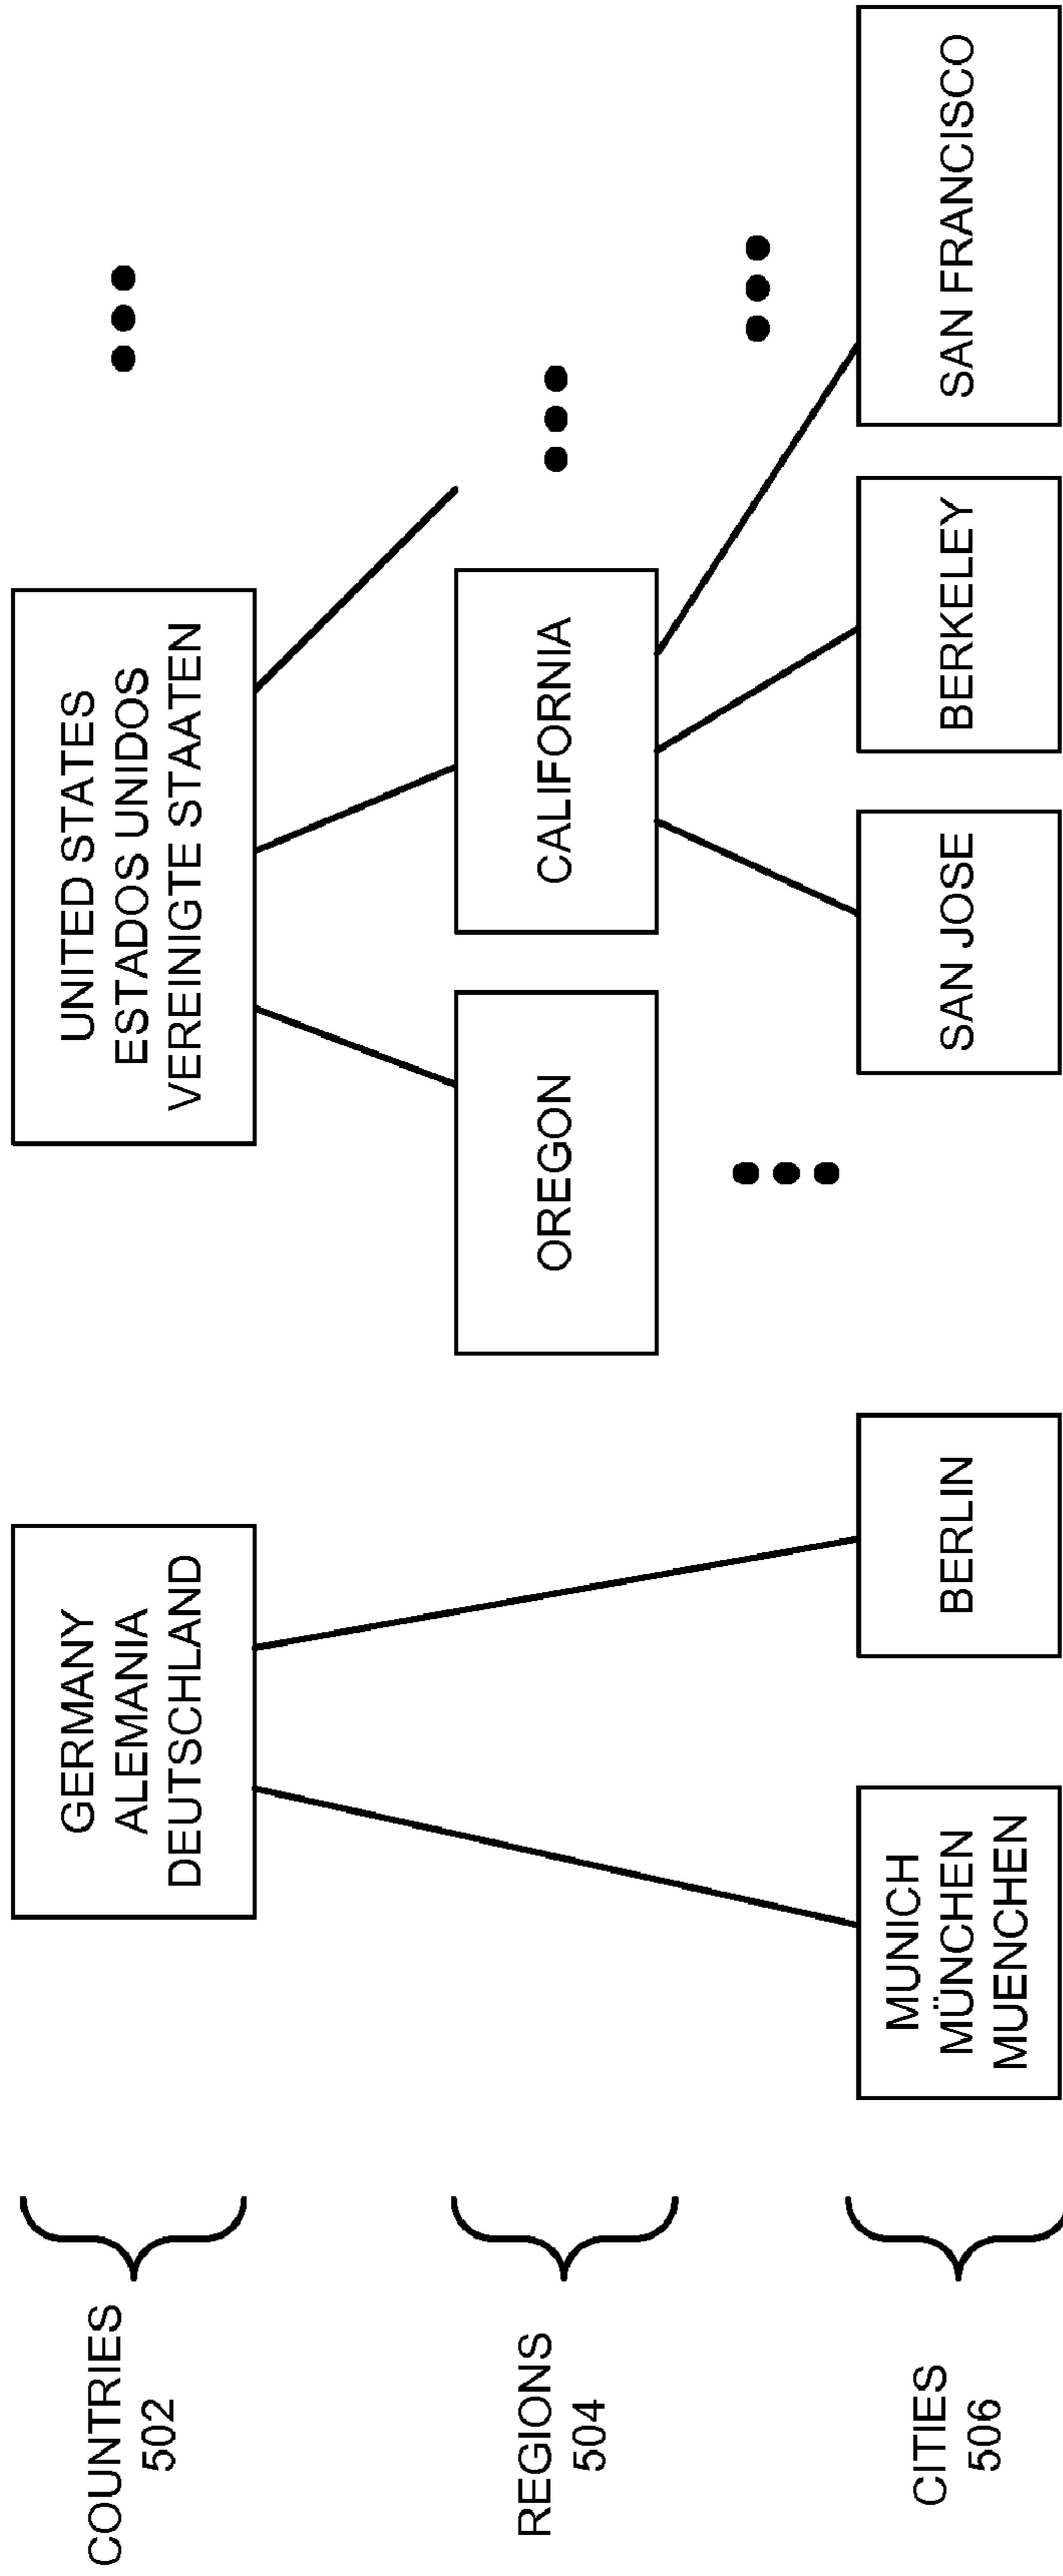 COUNTRIES
502
GERMANY
ALEMANIA
DEUTSCHLAND
UNITED STATES
ESTADOS UNIDOS
VEREINIGTE STAATEN
REGIONS
504
OREGON
CALIFORNIA
CITIES
506
MUNICH
MÜNCHEN
MUENCHEN
BERLIN
SAN JOSE
BERKELEY
SAN FRANCISCO